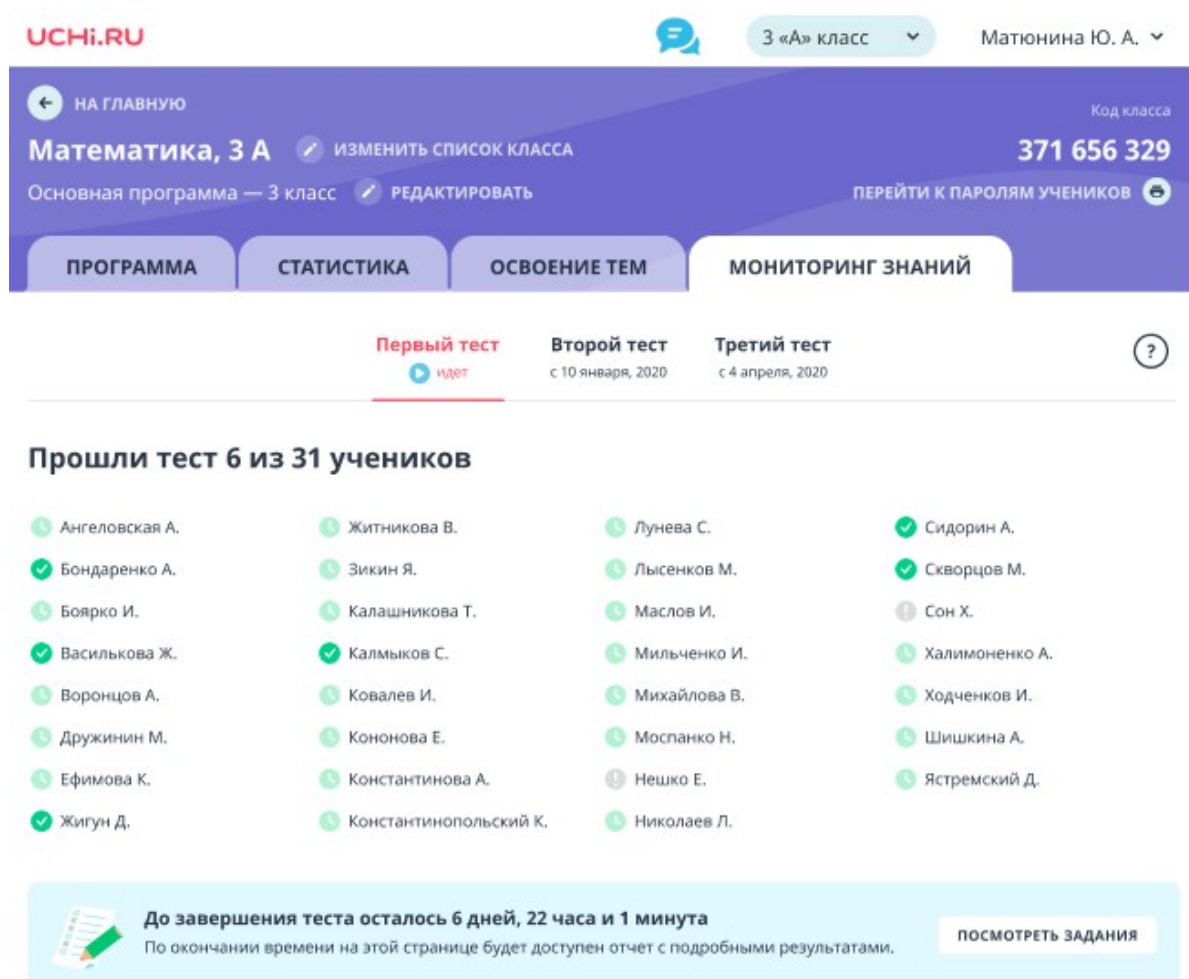 UCHi.RU
3 «А» класс
Матюнина Ю. А.
НА ГЛАВНУЮ
Код класса
Математика, 3 А
ИЗМЕНИТЬ СПИСОК КЛАССА
371 656 329
Основная программа — 3 класс
РЕДАКТИРОВАТЬ
ПЕРЕЙТИ К ПАРОЛЯМ УЧЕНИКОВ
ПРОГРАММА
СТАТИСТИКА
ОСВОЕНИЕ ТЕМ
МОНИТОРИНГ ЗНАНИЙ
Первый тест
идет
Второй тест
с 10 января, 2020
Третий тест
с 4 апреля, 2020
?
Прошли тест 6 из 31 учеников
Ангеловская А.
Бондаренко А.
Боярко И.
Василькова Ж.
Воронцов А.
Дружинин М.
Ефимова К.
Жигун Д.
Житникова В.
Зикин Я.
Калашникова Т.
Калмыков С.
Ковалев И.
Кононова Е.
Константинова А.
Константинопольский К.
Лунева С.
Лысенков М.
Маслов И.
Мильченко И.
Михайлова В.
Моспанко Н.
Нешко Е.
Николаев Л.
Сидорин А.
Скворцов М.
Сон Х.
Халимоненко А.
Ходченков И.
Шишкина А.
Ястремский Д.
До завершения теста осталось 6 дней, 22 часа и 1 минута
По окончании времени на этой странице будет доступен отчет с подробными результатами.
ПОСМОТРЕТЬ ЗАДАНИЯ